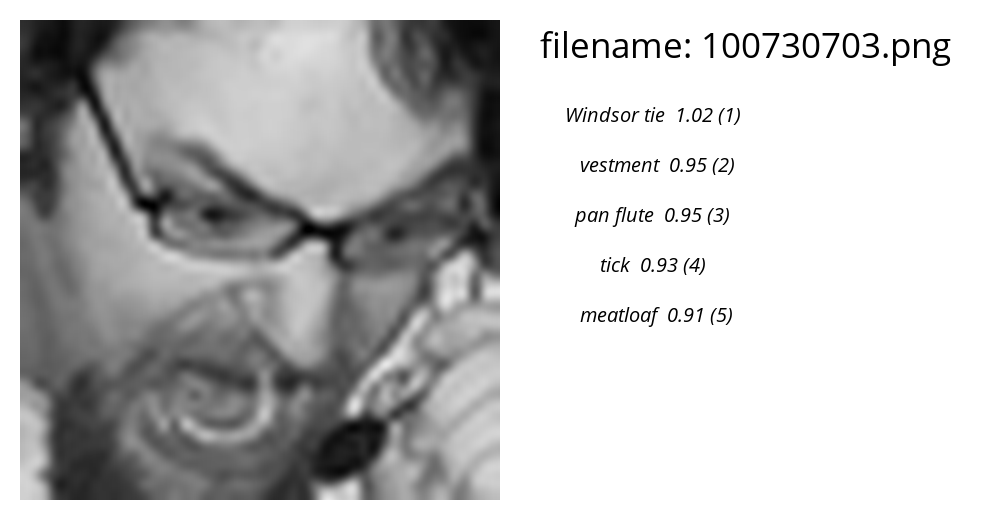 filename: 100730703.png
Windsor tie 1.02 (1)
vestment 0.95 (2)
pan flute 0.95 (3)
tick 0.93 (4)
meatloaf 0.91 (5)